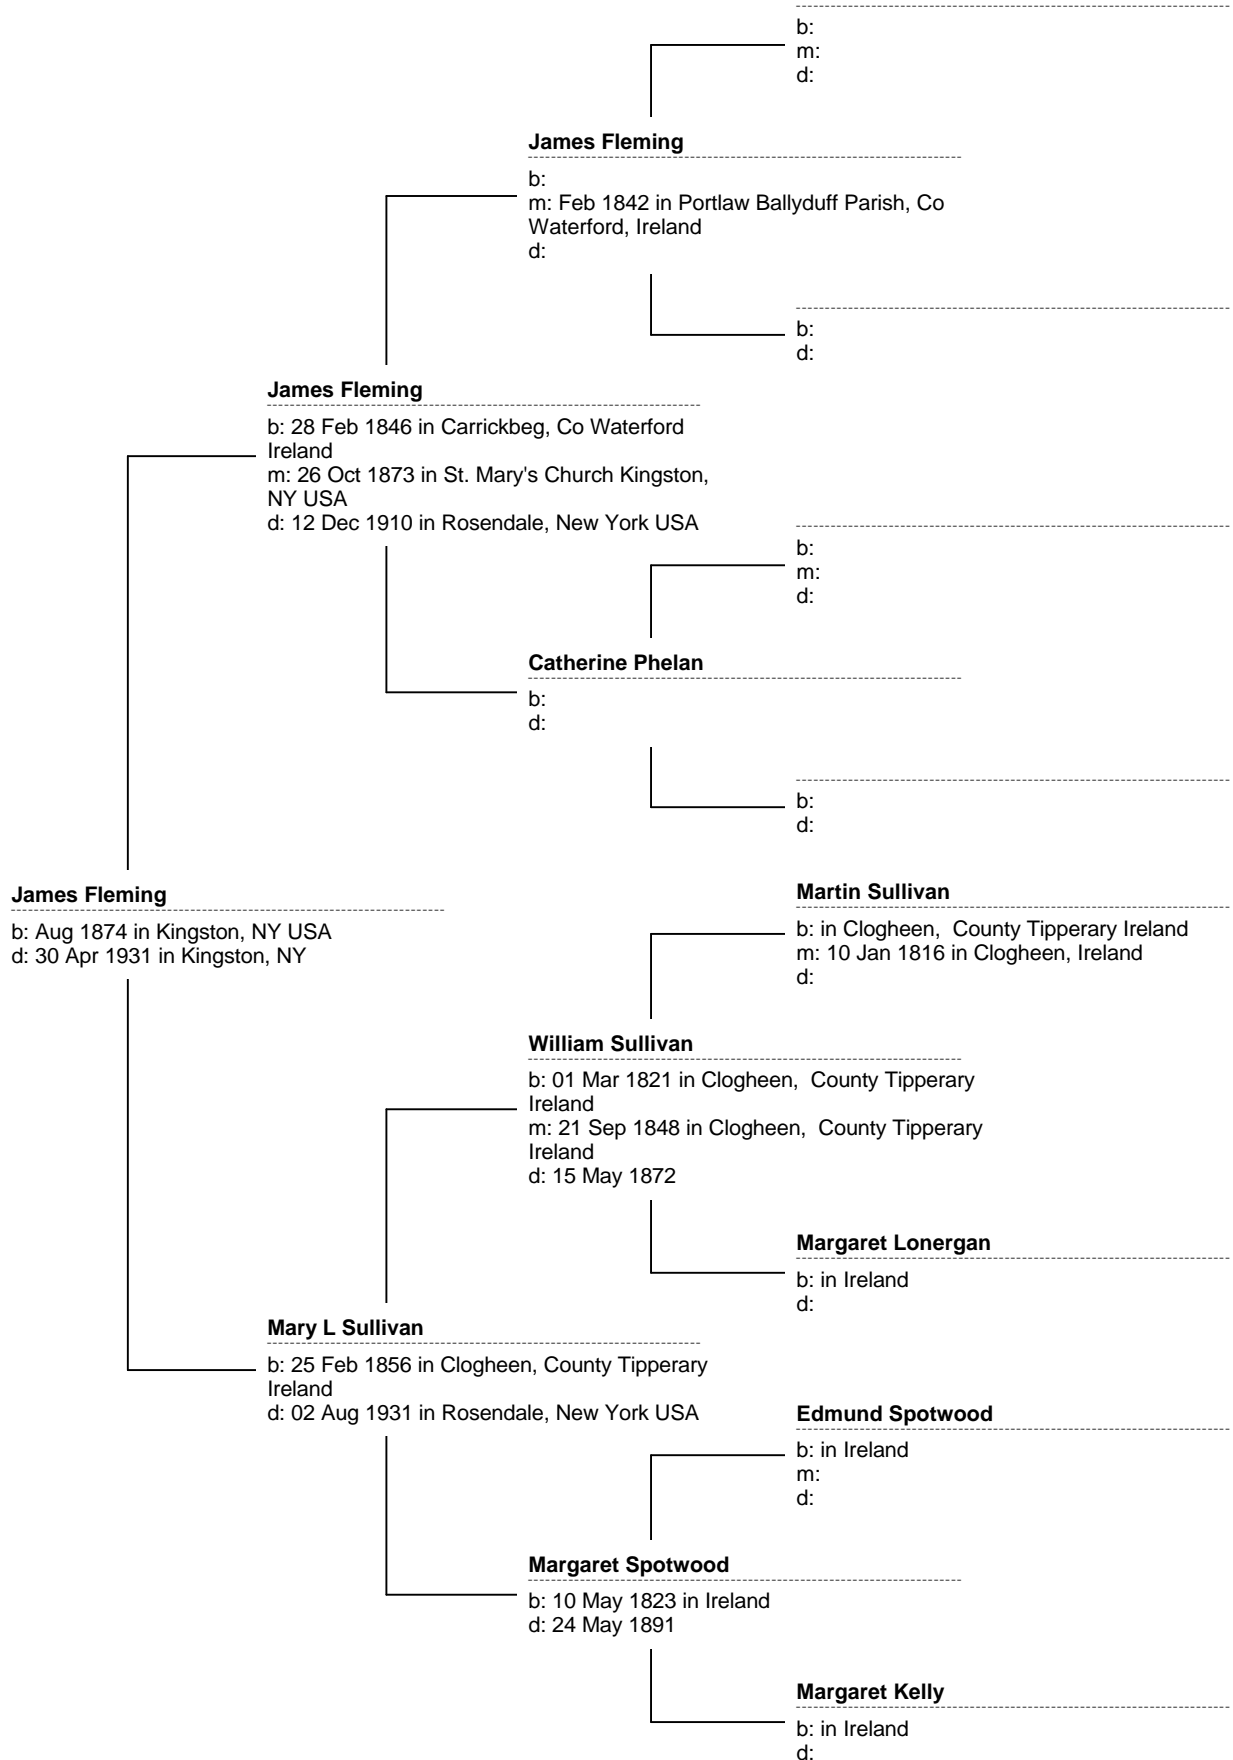 b:
m:
d:
James Fleming
b:
m: Feb 1842 in Portlaw Ballyduff Parish, Co
Waterford, Ireland
d:
b:
d:
James Fleming
b: 28 Feb 1846 in Carrickbeg, Co Waterford
Ireland
m: 26 Oct 1873 in St. Mary's Church Kingston,
NY USA
d: 12 Dec 1910 in Rosendale, New York USA
b:
m:
d:
Catherine Phelan
b:
d:
b:
d:
James Fleming
b: Aug 1874 in Kingston, NY USA
d: 30 Apr 1931 in Kingston, NY
Martin Sullivan
b: in Clogheen,  County Tipperary Ireland
m: 10 Jan 1816 in Clogheen, Ireland
d:
William Sullivan
b: 01 Mar 1821 in Clogheen,  County Tipperary
Ireland
m: 21 Sep 1848 in Clogheen,  County Tipperary
Ireland
d: 15 May 1872
Margaret Lonergan
b: in Ireland
d:
Mary L Sullivan
b: 25 Feb 1856 in Clogheen, County Tipperary
Ireland
d: 02 Aug 1931 in Rosendale, New York USA
Edmund Spotwood
b: in Ireland
m:
d:
Margaret Spotwood
b: 10 May 1823 in Ireland
d: 24 May 1891
Margaret Kelly
b: in Ireland
d: